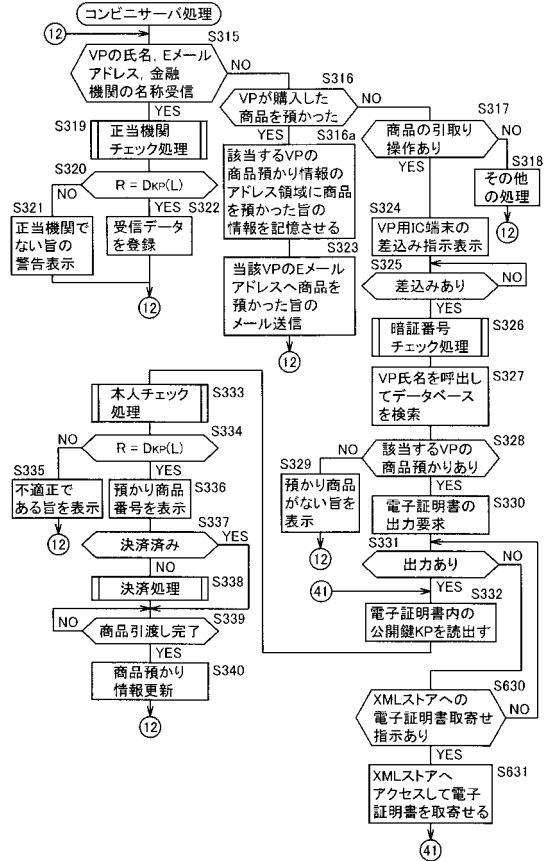 コンビニサーバ処理
12
S315
VPの氏名, Eメール
アドレス, 金融
機関の名称受信
NO
YES
S316
VPが購入した
商品を預かった
NO
YES
S316a
S317
商品の引取り
操作あり
NO
YES
S318
その他
の処理
12
S319
正当機関
チェック処理
S320
R = DKP(L)
NO
YES
S321
正当機関で
ない旨の
警告表示
S322
受信データ
を登録
12
該当するVPの
商品預かり情報の
アドレス領域に商品
を預かった旨の
情報を記憶させる
S323
当該VPのEメール
アドレスへ商品を
預かった旨の
メール送信
12
S324
VP用IC端末の
差込み指示表示
S325
差込みあり
NO
YES
S326
暗証番号
チェック処理
S327
VP氏名を呼出し
てデータベース
を検索
S328
該当するVPの
商品預かりあり
NO
YES
S329
預かり商品
がない旨を
表示
12
S330
電子証明書の
出力要求
S331
出力あり
NO
YES
41
S332
電子証明書内の
公開鍵KPを読出す
S333
本人チェック
処理
S334
R = DKP(L)
NO
YES
S335
不適正で
ある旨を表示
12
S336
預かり商品
番号を表示
S337
決済済み
YES
NO
S338
決済処理
S339
商品引渡し完了
NO
YES
S340
商品預かり
情報更新
12
S630
XMLストアへの
電子証明書取寄せ
指示あり
NO
YES
S631
XMLストアへ
アクセスして電子
証明書を取寄せる
41